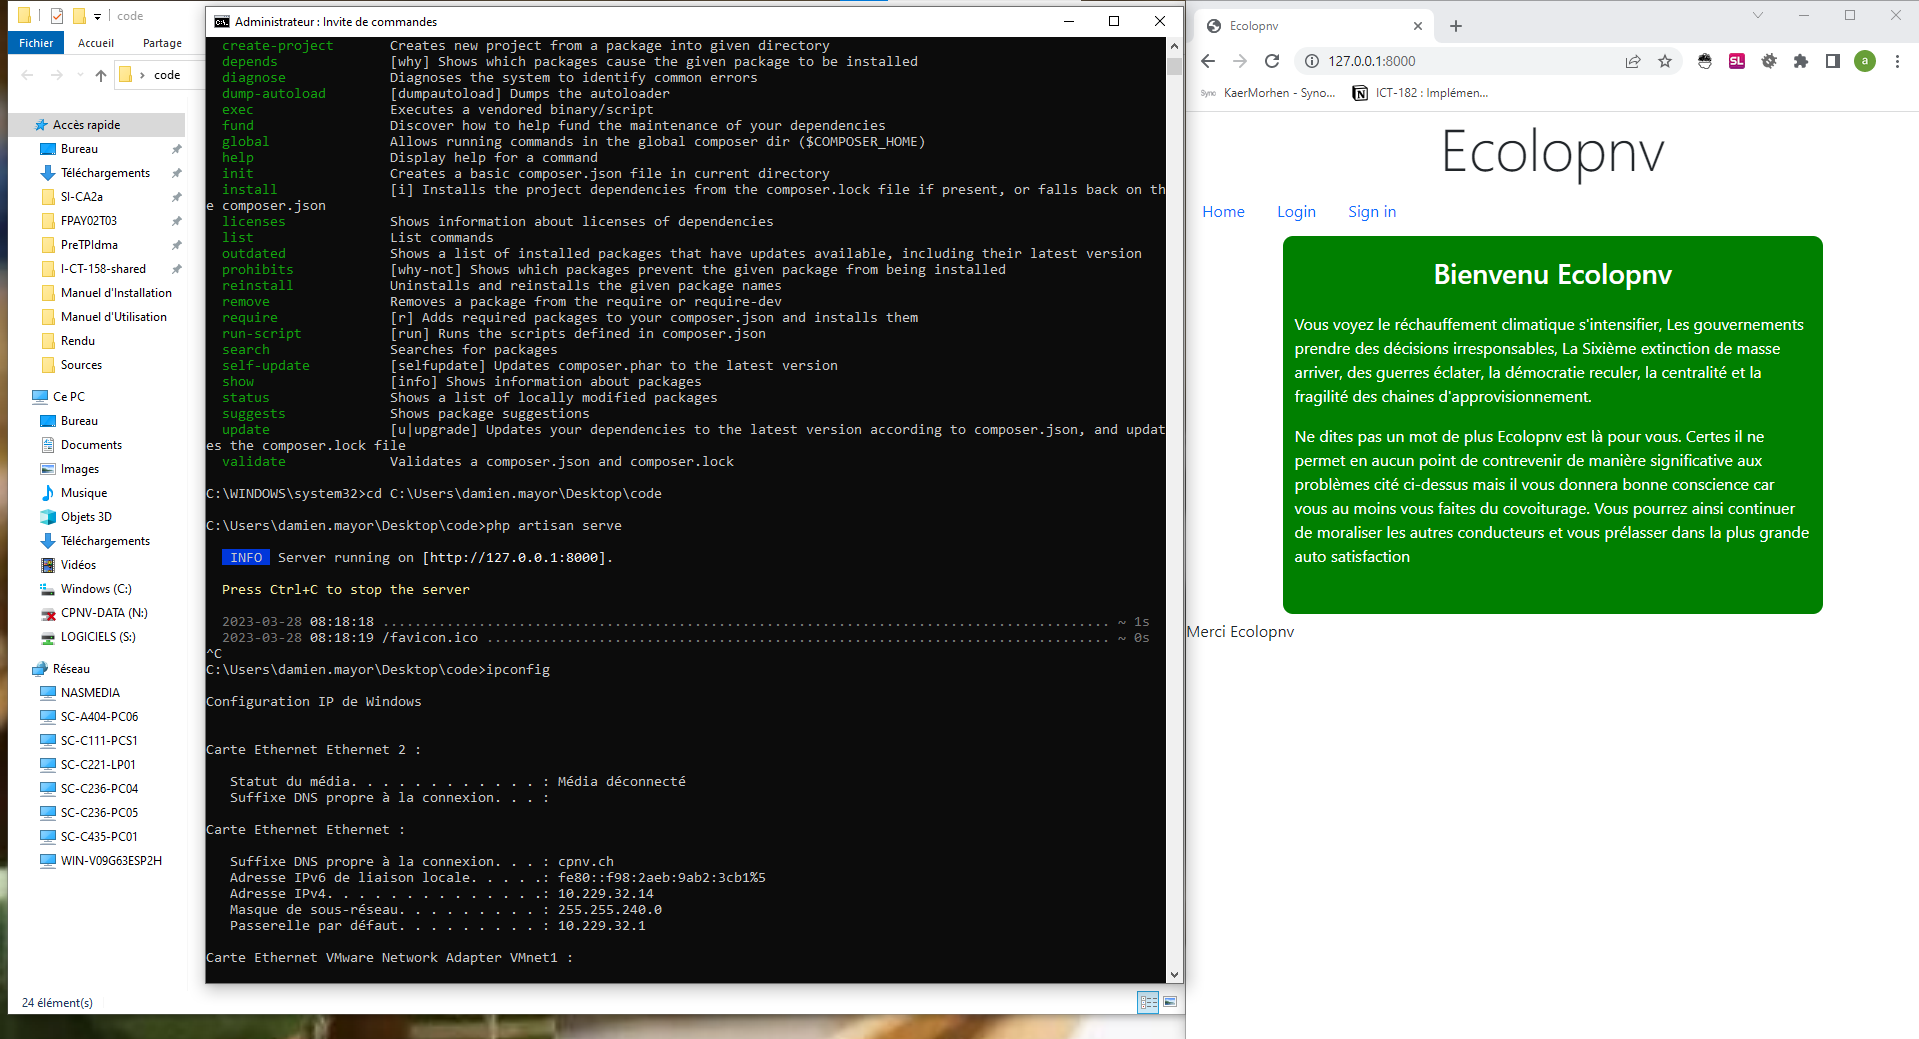 code
Fichier
Accueil
Partage
code
Accès rapide
Bureau
Téléchargements
SI-CA2a
FPAY02T03
PreTPIdma
I-CT-158-shared
Manuel d'Installation
Manuel d'Utilisation
Rendu
Sources
Ce PC
Bureau
Documents
Images
Musique
Objets 3D
Téléchargements
Vidéos
Windows (C:)
CPNV-DATA (N:)
LOGICIELS (S:)
Réseau
NASMEDIA
SC-A404-PC06
SC-C111-PCS1
SC-C221-LP01
SC-C236-PC04
SC-C236-PC05
SC-C435-PC01
WIN-V09G63ESP2H
24 élément(s)
Administrateur : Invite de commandes
create-project Creates new project from a package into given directory
depends [why] Shows which packages cause the given package to be installed
diagnose Diagnoses the system to identify common errors
dump-autoload [dumpautoload] Dumps the autoloader
exec Executes a vendored binary/script
fund Discover how to help fund the maintenance of your dependencies
global Allows running commands in the global composer dir ($COMPOSER_HOME)
help Display help for a command
init Creates a basic composer.json file in current directory
install [i] Installs the project dependencies from the composer.lock file if present, or falls back on th
e composer.json
licenses Shows information about licenses of dependencies
list List commands
outdated Shows a list of installed packages that have updates available, including their latest version
prohibits [why-not] Shows which packages prevent the given package from being installed
reinstall Uninstalls and reinstalls the given package names
remove Removes a package from the require or require-dev
require [r] Adds required packages to your composer.json and installs them
run-script [run] Runs the scripts defined in composer.json
search Searches for packages
self-update [selfupdate] Updates composer.phar to the latest version
show [info] Shows information about packages
status Shows a list of locally modified packages
suggests Shows package suggestions
update [u|upgrade] Updates your dependencies to the latest version according to composer.json, and updat
es the composer.lock file
validate Validates a composer.json and composer.lock
C:\WINDOWS\system32>cd C:\Users\damien.mayor\Desktop\code
C:\Users\damien.mayor\Desktop\code>php artisan serve
INFO Server running on [http://127.0.0.1:8000].
Press Ctrl+C to stop the server
2023-03-28 08:18:18 ........................................................................................... ~ 1s
2023-03-28 08:18:19 /favicon.ico .............................................................................. ~ 0s
^C
C:\Users\damien.mayor\Desktop\code>ipconfig
Configuration IP de Windows
Carte Ethernet Ethernet 2 :
Statut du média. . . . . . . . . . . . : Média déconnecté
Suffixe DNS propre à la connexion. . . :
Carte Ethernet Ethernet :
Suffixe DNS propre à la connexion. . . : cpnv.ch
Adresse IPv6 de liaison locale. . . . .: fe80::f98:2aeb:9ab2:3cb1%5
Adresse IPv4. . . . . . . . . . . . . .: 10.229.32.14
Masque de sous-réseau. . . . . . . . . : 255.255.240.0
Passerelle par défaut. . . . . . . . . : 10.229.32.1
Carte Ethernet VMware Network Adapter VMnet1 :
Ecolopnv
127.0.0.1:8000
SL
a
Syno KaerMorhen - Syno...
ICT-182 : Implémen...
Ecolopnv
Home Login Sign in
Bienvenu Ecolopnv
Vous voyez le réchauffement climatique s'intensifier, Les gouvernements
prendre des décisions irresponsables, La Sixième extinction de masse
arriver, des guerres éclater, la démocratie reculer, la centralité et la
fragilité des chaines d'approvisionnement.
Ne dites pas un mot de plus Ecolopnv est là pour vous. Certes il ne
permet en aucun point de contrevenir de manière significative aux
problèmes cité ci-dessus mais il vous donnera bonne conscience car
vous au moins vous faites du covoiturage. Vous pourrez ainsi continuer
de moraliser les autres conducteurs et vous prélasser dans la plus grande
auto satisfaction
Merci Ecolopnv